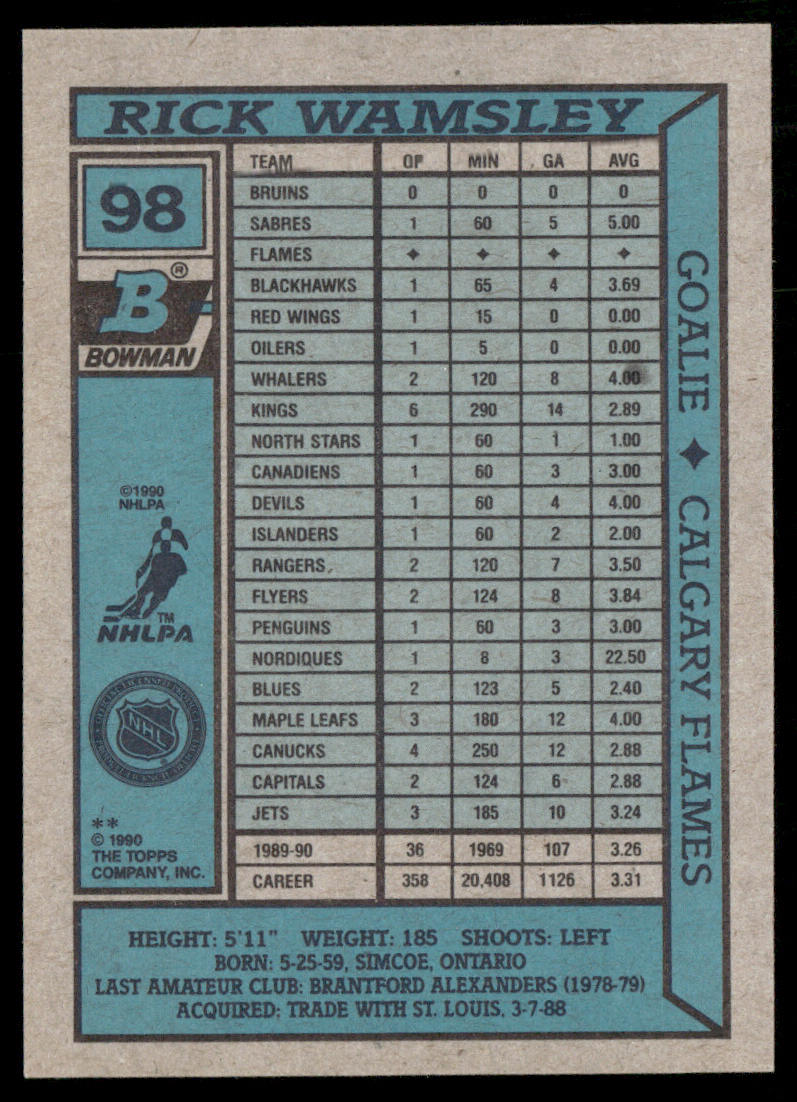 RICK WAMSLEY
98
®
B
BOWMAN
©1990
NHLPA
TM
NHLPA
NHL
®
**
© 1990
THE TOPPS
COMPANY, INC.
TEAM GP MIN GA AVG
BRUINS 0 0 0 0
SABRES 1 60 5 5.00
FLAMES ✦ ✦ ✦ ✦
BLACKHAWKS 1 65 4 3.69
RED WINGS 1 15 0 0.00
OILERS 1 5 0 0.00
WHALERS 2 120 8 4.00
KINGS 6 290 14 2.89
NORTH STARS 1 60 1 1.00
CANADIENS 1 60 3 3.00
DEVILS 1 60 4 4.00
ISLANDERS 1 60 2 2.00
RANGERS 2 120 7 3.50
FLYERS 2 124 8 3.84
PENGUINS 1 60 3 3.00
NORDIQUES 1 8 3 22.50
BLUES 2 123 5 2.40
MAPLE LEAFS 3 180 12 4.00
CANUCKS 4 250 12 2.88
CAPITALS 2 124 6 2.88
JETS 3 185 10 3.24
1989-90 36 1969 107 3.26
CAREER 358 20,408 1126 3.31
GOALIE ✦ CALGARY FLAMES
HEIGHT: 5'11" WEIGHT: 185 SHOOTS: LEFT
BORN: 5-25-59, SIMCOE, ONTARIO
LAST AMATEUR CLUB: BRANTFORD ALEXANDERS (1978-79)
ACQUIRED: TRADE WITH ST. LOUIS, 3-7-88